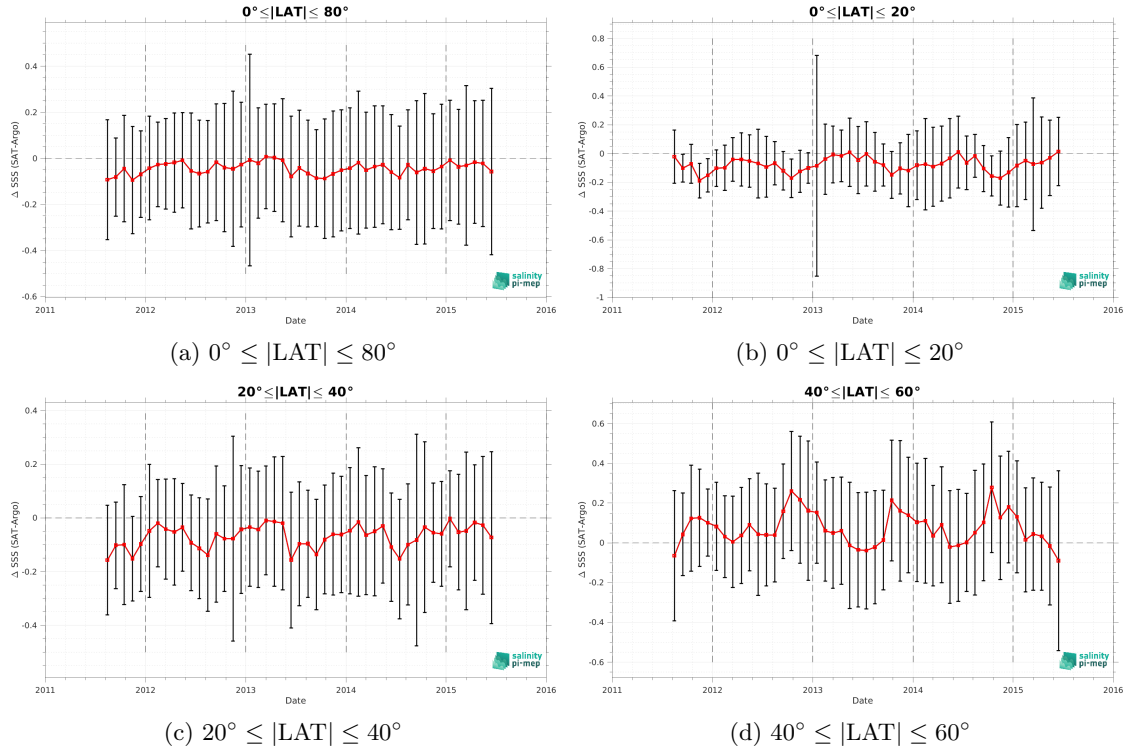 0°≤|LAT|≤ 80°
Δ SSS (SAT-Argo)
0.4
0.2
0
-0.2
-0.4
-0.6
2011 2012 2013 2014 2015 2016
Date
salinity
pi-mep
(a) 0° ≤ |LAT| ≤ 80°
0°≤|LAT|≤ 20°
Δ SSS (SAT-Argo)
0.8
0.6
0.4
0.2
0
-0.2
-0.4
-0.6
-0.8
-1
2011 2012 2013 2014 2015 2016
Date
salinity
pi-mep
(b) 0° ≤ |LAT| ≤ 20°
20°≤|LAT|≤ 40°
Δ SSS (SAT-Argo)
0.4
0.2
0
-0.2
-0.4
2011 2012 2013 2014 2015 2016
Date
salinity
pi-mep
(c) 20° ≤ |LAT| ≤ 40°
40°≤|LAT|≤ 60°
Δ SSS (SAT-Argo)
0.6
0.4
0.2
0
-0.2
-0.4
-0.6
2011 2012 2013 2014 2015 2016
Date
salinity
pi-mep
(d) 40° ≤ |LAT| ≤ 60°